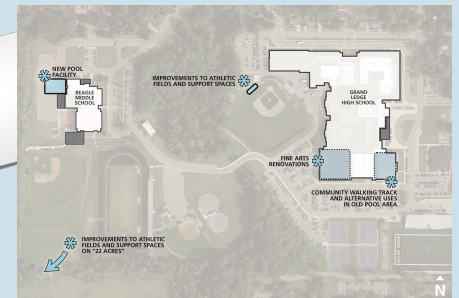 NEW POOL
FACILITY
BEAGLE
MIDDLE
SCHOOL
IMPROVEMENTS TO ATHLETIC
FIELDS AND SUPPORT SPACES
GRAND
LEDGE
HIGH SCHOOL
FINE ARTS
RENOVATIONS
COMMUNITY WALKING TRACK
AND ALTERNATIVE USES
IN OLD POOL AREA
IMPROVEMENTS TO ATHLETIC
FIELDS AND SUPPORT SPACES
ON "22 ACRES"
N